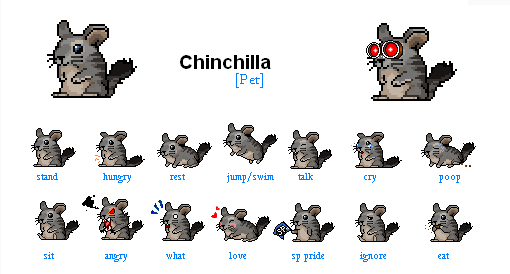 Chinchilla
[Pet]
stand hungry rest jump/swim talk cry poop
sit angry what love sp pride ignore eat